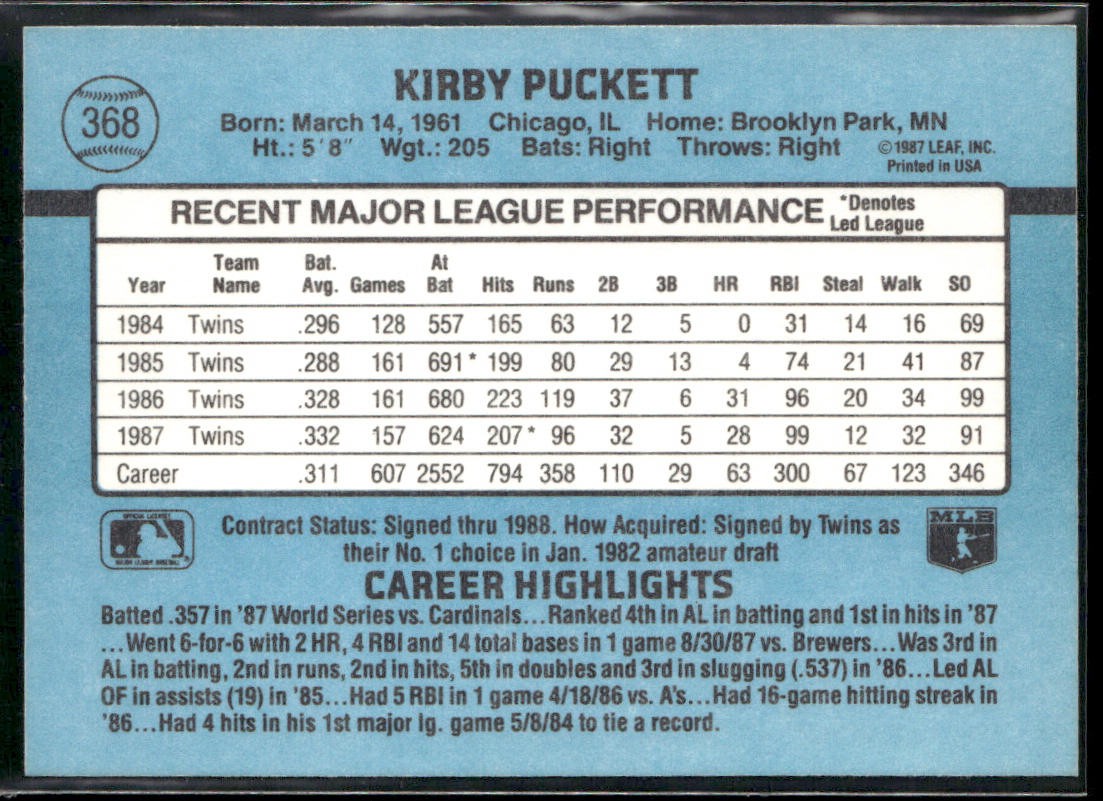 KIRBY PUCKETT
368
Born: March 14, 1961 Chicago, IL Home: Brooklyn Park, MN
Ht.: 5'8" Wgt.: 205 Bats: Right Throws: Right ©1987 LEAF, INC.
Printed in USA
RECENT MAJOR LEAGUE PERFORMANCE *Denotes
Led League
Year Team Name Bat. Avg. Games At Bat Hits Runs 2B 3B HR RBI Steal Walk SO
1984 Twins .296 128 557 165 63 12 5 0 31 14 16 69
1985 Twins .288 161 691* 199 80 29 13 4 74 21 41 87
1986 Twins .328 161 680 223 119 37 6 31 96 20 34 99
1987 Twins .332 157 624 207* 96 32 5 28 99 12 32 91
Career .311 607 2552 794 358 110 29 63 300 67 123 346
OFFICIAL LICENSEE
MAJOR LEAGUE BASEBALL ®
Contract Status: Signed thru 1988. How Acquired: Signed by Twins as
their No. 1 choice in Jan. 1982 amateur draft
MLB
CAREER HIGHLIGHTS
Batted .357 in '87 World Series vs. Cardinals...Ranked 4th in AL in batting and 1st in hits in '87
...Went 6-for-6 with 2 HR, 4 RBI and 14 total bases in 1 game 8/30/87 vs. Brewers...Was 3rd in
AL in batting, 2nd in runs, 2nd in hits, 5th in doubles and 3rd in slugging (.537) in '86...Led AL
OF in assists (19) in '85...Had 5 RBI in 1 game 4/18/86 vs. A's...Had 16-game hitting streak in
'86...Had 4 hits in his 1st major lg. game 5/8/84 to tie a record.